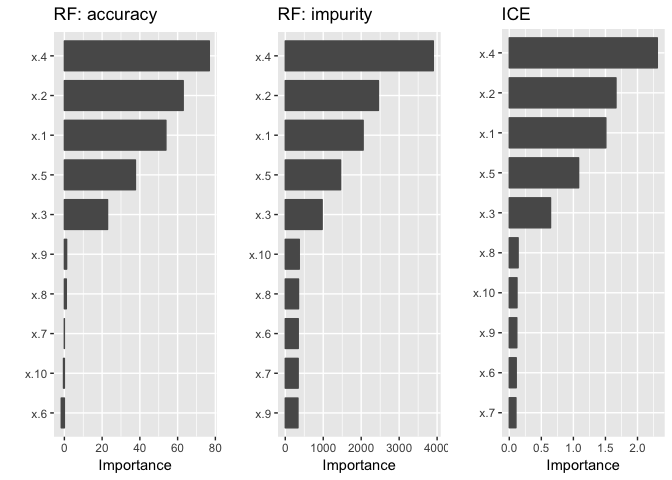 RF: accuracy
x.4
x.2
x.1
x.5
x.3
x.9
x.8
x.7
x.10
x.6
0 20 40 60 80
Importance
RF: impurity
x.4
x.2
x.1
x.5
x.3
x.10
x.8
x.6
x.7
x.9
0 1000 2000 3000 4000
Importance
ICE
x.4
x.2
x.1
x.5
x.3
x.8
x.10
x.9
x.6
x.7
0.0 0.5 1.0 1.5 2.0
Importance